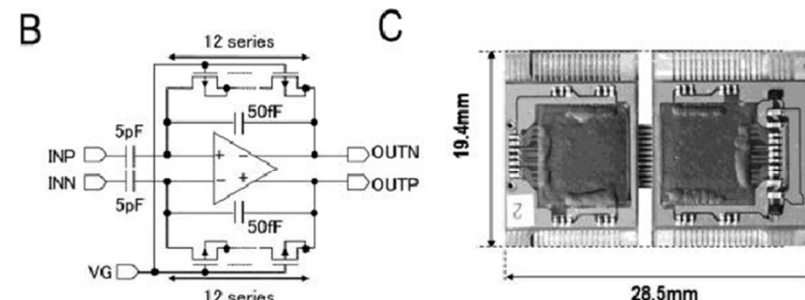 B
12 series
50fF
5pF
INP
+ −
OUTN
INN
− +
OUTP
5pF
50fF
VG
12 series
C
19.4mm
2
28.5mm